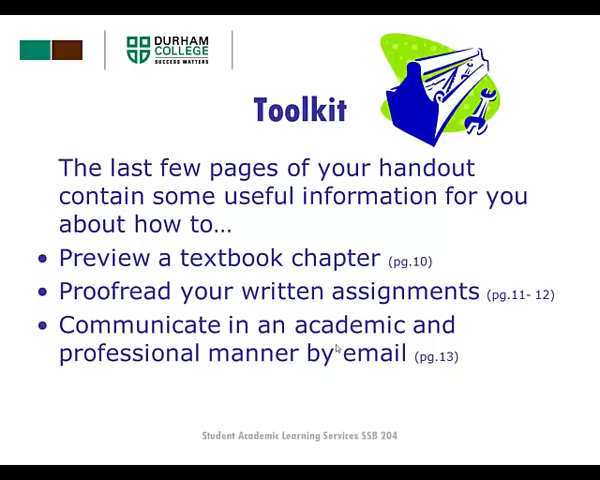 DURHAM
COLLEGE
SUCCESS MATTERS
Toolkit
The last few pages of your handout
contain some useful information for you
about how to…
• Preview a textbook chapter (pg.10)
• Proofread your written assignments (pg.11- 12)
• Communicate in an academic and
professional manner by email (pg.13)
Student Academic Learning Services SSB 204